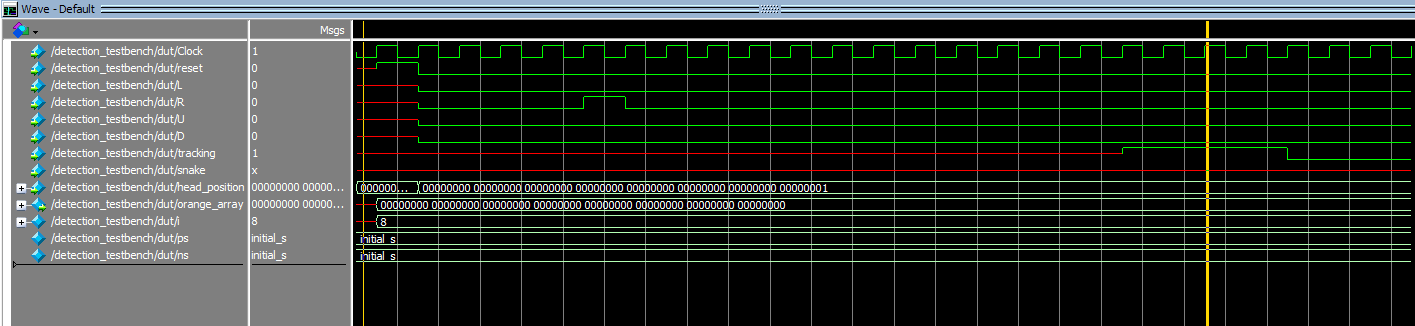 Wave - Default
Msgs
/detection_testbench/dut/Clock 1
/detection_testbench/dut/reset 0
/detection_testbench/dut/L 0
/detection_testbench/dut/R 0
/detection_testbench/dut/U 0
/detection_testbench/dut/D 0
/detection_testbench/dut/tracking 1
/detection_testbench/dut/snake x
/detection_testbench/dut/head_position 00000000 00000... 000000... 00000000 00000000 00000000 00000000 00000000 00000000 00000000 00000001
/detection_testbench/dut/orange_array 00000000 00000... 00000000 00000000 00000000 00000000 00000000 00000000 00000000 00000000
/detection_testbench/dut/i 8 8
/detection_testbench/dut/ps initial_s initial_s
/detection_testbench/dut/ns initial_s initial_s